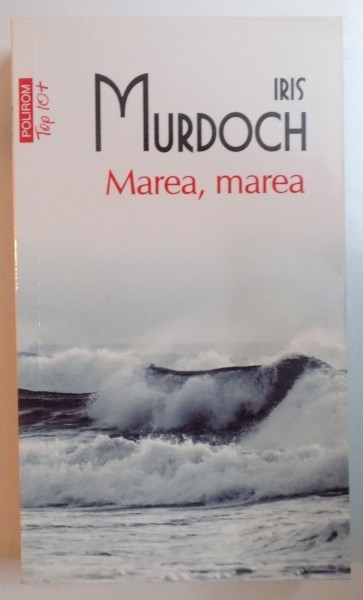 POLIROM
Top 10+
IRIS
MURDOCH
Marea, marea